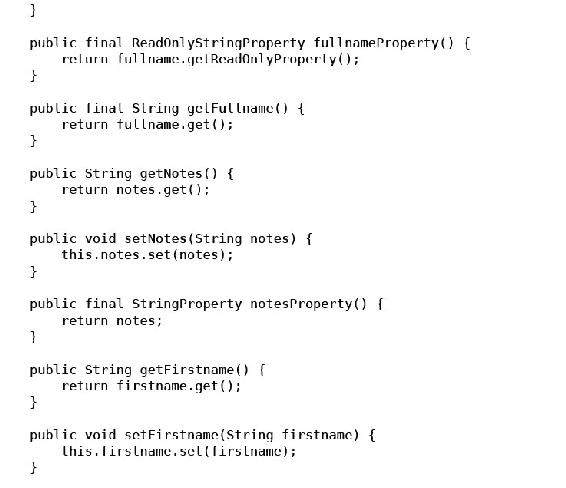 }
public final ReadOnlyStringProperty fullnameProperty() {
return fullname.getReadOnlyProperty();
}
public final String getFullname() {
return fullname.get();
}
public String getNotes() {
return notes.get();
}
public void setNotes(String notes) {
this.notes.set(notes);
}
public final StringProperty notesProperty() {
return notes;
}
public String getFirstname() {
return firstname.get();
}
public void setFirstname(String firstname) {
this.firstname.set(firstname);
}